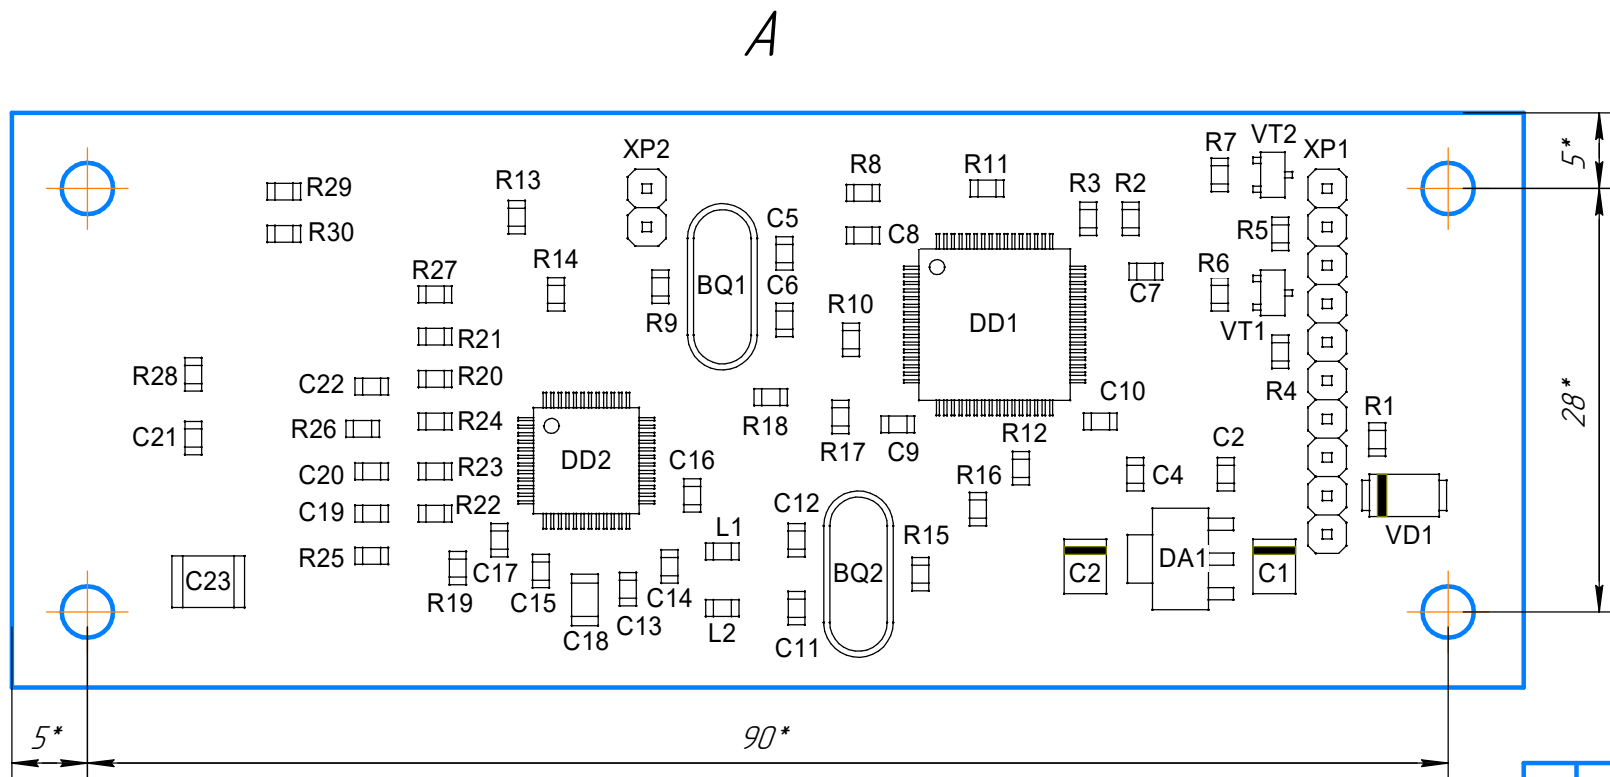 A
XP2
R7
VT2
XP1
5*
R29
R13
R8
R11
R3
R2
R30
C5
C8
R5
R14
R27
BQ1
C6
R6
C7
R9
R10
DD1
VT1
R21
R28
C22
R20
R4
28*
R18
C10
R1
C21
R26
R24
R17
C9
R12
DD2
C20
R23
C16
R16
C4
C2
C19
R22
C12
L1
VD1
R25
R15
C23
C17
BQ2
C2
DA1
C1
R19
C15
C14
C18
C13
L2
C11
5*
90*